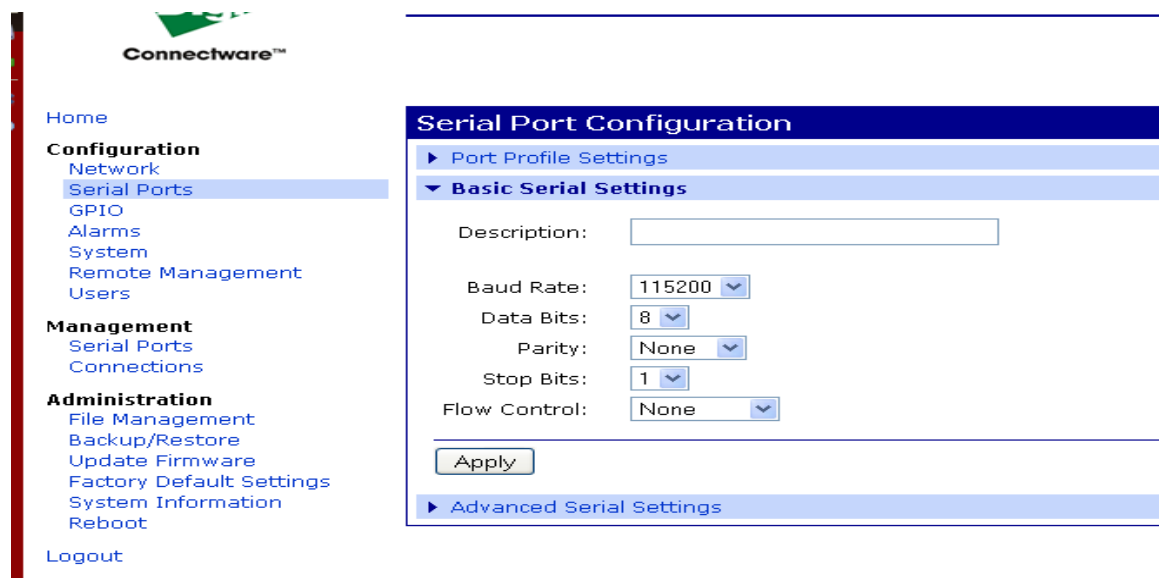 Connectware™
Home
Configuration
Network
Serial Ports
GPIO
Alarms
System
Remote Management
Users
Management
Serial Ports
Connections
Administration
File Management
Backup/Restore
Update Firmware
Factory Default Settings
System Information
Reboot
Logout
Serial Port Configuration
Port Profile Settings
Basic Serial Settings
Description:
Baud Rate: 115200
Data Bits: 8
Parity: None
Stop Bits: 1
Flow Control: None
Apply
Advanced Serial Settings